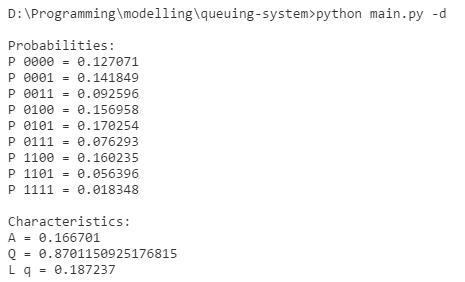 D:\Programming\modelling\queuing-system>python main.py -d
Probabilities:
P 0000 = 0.127071
P 0001 = 0.141849
P 0011 = 0.092596
P 0100 = 0.156958
P 0101 = 0.170254
P 0111 = 0.076293
P 1100 = 0.160235
P 1101 = 0.056396
P 1111 = 0.018348
Characteristics:
A = 0.166701
Q = 0.8701150925176815
L q = 0.187237